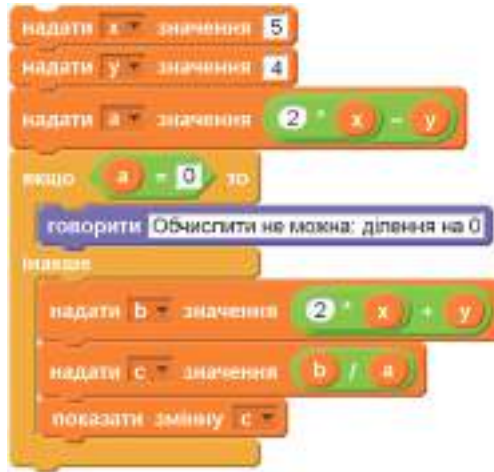 надати x значення 5
надати y значення 4
надати a значення 2 * x - y
якщо a = 0 то
говорити Обчислити не можна: ділення на 0
інакше
надати b значення 2 * x + y
надати c значення b / a
показати змінну c